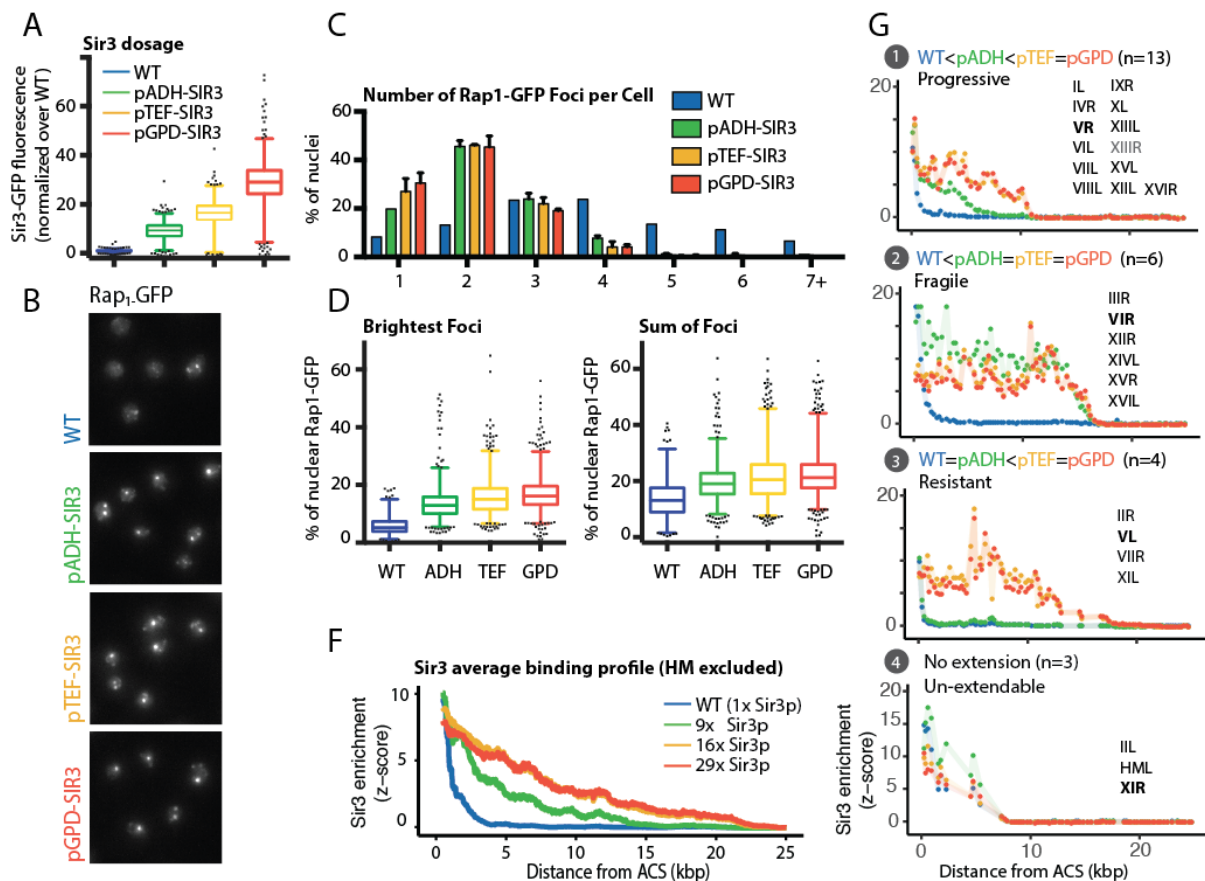 A
Sir3 dosage
Sir3-GFP fluorescence
(normalized over WT)
60
40
20
0
WT
pADH-SIR3
pTEF-SIR3
pGPD-SIR3
B
Rap1-GFP
WT
pADH-SIR3
pTEF-SIR3
pGPD-SIR3
C
Number of Rap1-GFP Foci per Cell
% of nuclei
60
40
20
0
1 2 3 4 5 6 7+
WT
pADH-SIR3
pTEF-SIR3
pGPD-SIR3
D
Brightest Foci
% of nuclear Rap1-GFP
60
40
20
0
WT ADH TEF GPD
Sum of Foci
% of nuclear Rap1-GFP
60
40
20
0
WT ADH TEF GPD
F
Sir3 average binding profile (HM excluded)
Sir3 enrichment
(z-score)
10
5
0
WT (1x Sir3p)
9x Sir3p
16x Sir3p
29x Sir3p
0 5 10 15 20 25
Distance from ACS (kbp)
G
1 WT<pADH<pTEF=pGPD (n=13)
Progressive
20
0
IL IXR
IVR XL
VR XIIIL
VIL XIIIR
VIIL XVL
VIIIL XIIL XVIR
2 WT<pADH=pTEF=pGPD (n=6)
Fragile
20
0
IIIR
VIR
XIIR
XIVL
XVR
XVIL
3 WT=pADH<pTEF=pGPD (n=4)
Resistant
20
0
IIR
VL
VIIR
XIL
4 No extension (n=3)
Un-extendable
Sir3 enrichment
(z-score)
20
15
10
5
0
IIL
HML
XIR
0 10 20
Distance from ACS (kbp)